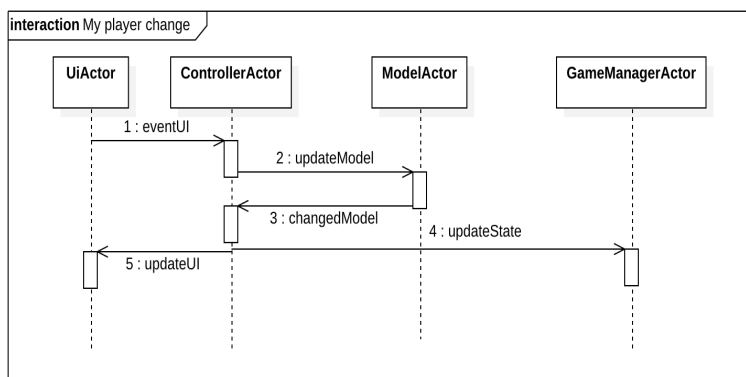 interaction My player change
UiActor
ControllerActor
ModelActor
GameManagerActor
1 : eventUI
2 : updateModel
3 : changedModel
4 : updateState
5 : updateUI